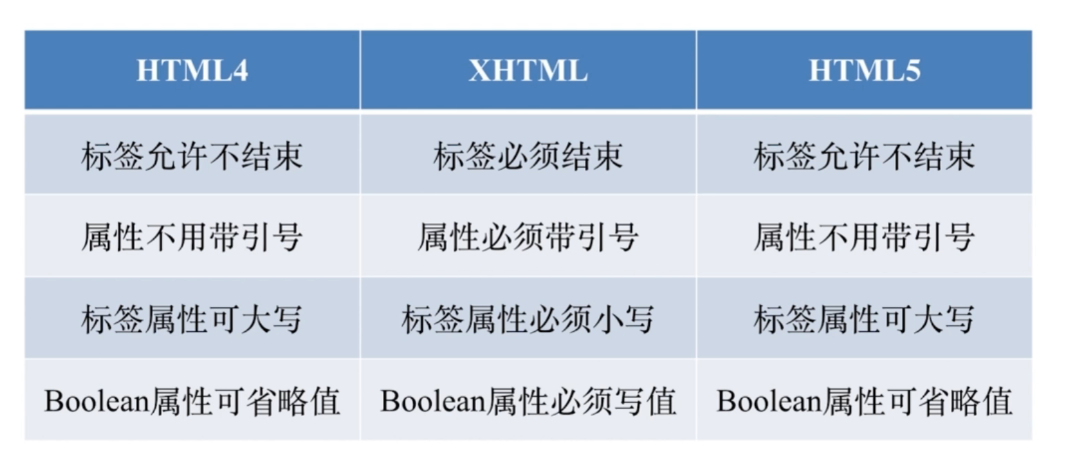 HTML4 XHTML HTML5
标签允许不结束 标签必须结束 标签允许不结束
属性不用带引号 属性必须带引号 属性不用带引号
标签属性可大写 标签属性必须小写 标签属性可大写
Boolean属性可省略值 Boolean属性必须写值 Boolean属性可省略值